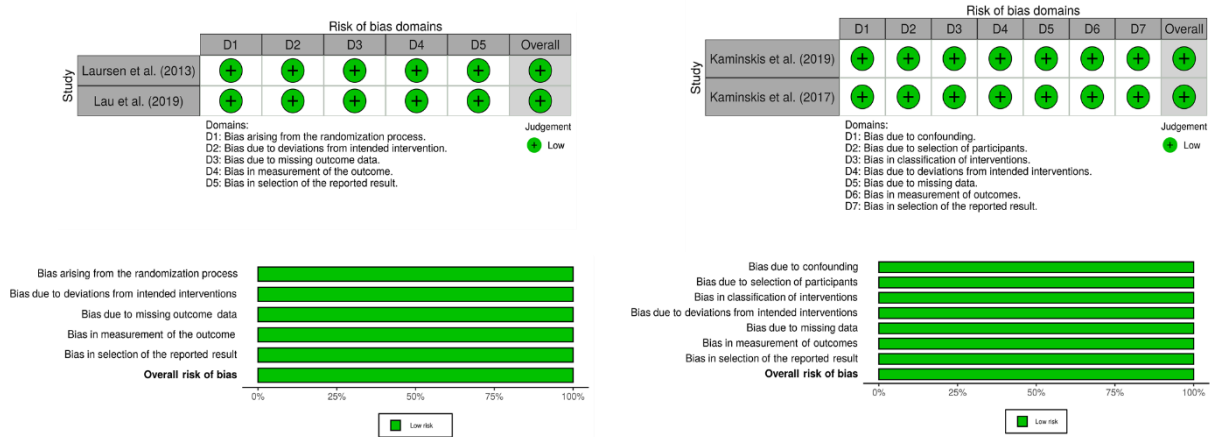 Risk of bias domains
D1 D2 D3 D4 D5 Overall
Study
Laursen et al. (2013) + + + + + +
Lau et al. (2019) + + + + + +
Domains:
D1: Bias arising from the randomization process.
D2: Bias due to deviations from intended intervention.
D3: Bias due to missing outcome data.
D4: Bias in measurement of the outcome.
D5: Bias in selection of the reported result.
Judgement
+ Low
Risk of bias domains
D1 D2 D3 D4 D5 D6 D7 Overall
Study
Kaminskis et al. (2019) + + + + + + + +
Kaminskis et al. (2017) + + + + + + + +
Domains:
D1: Bias due to confounding.
D2: Bias due to selection of participants.
D3: Bias in classification of interventions.
D4: Bias due to deviations from intended interventions.
D5: Bias due to missing data.
D6: Bias in measurement of outcomes.
D7: Bias in selection of the reported result.
Judgement
+ Low
Bias arising from the randomization process
Bias due to deviations from intended interventions
Bias due to missing outcome data
Bias in measurement of the outcome
Bias in selection of the reported result
Overall risk of bias
0% 25% 50% 75% 100%
Low risk
Bias due to confounding
Bias due to selection of participants
Bias in classification of interventions
Bias due to deviations from intended interventions
Bias due to missing data
Bias in measurement of outcomes
Bias in selection of the reported result
Overall risk of bias
0% 25% 50% 75% 100%
Low risk